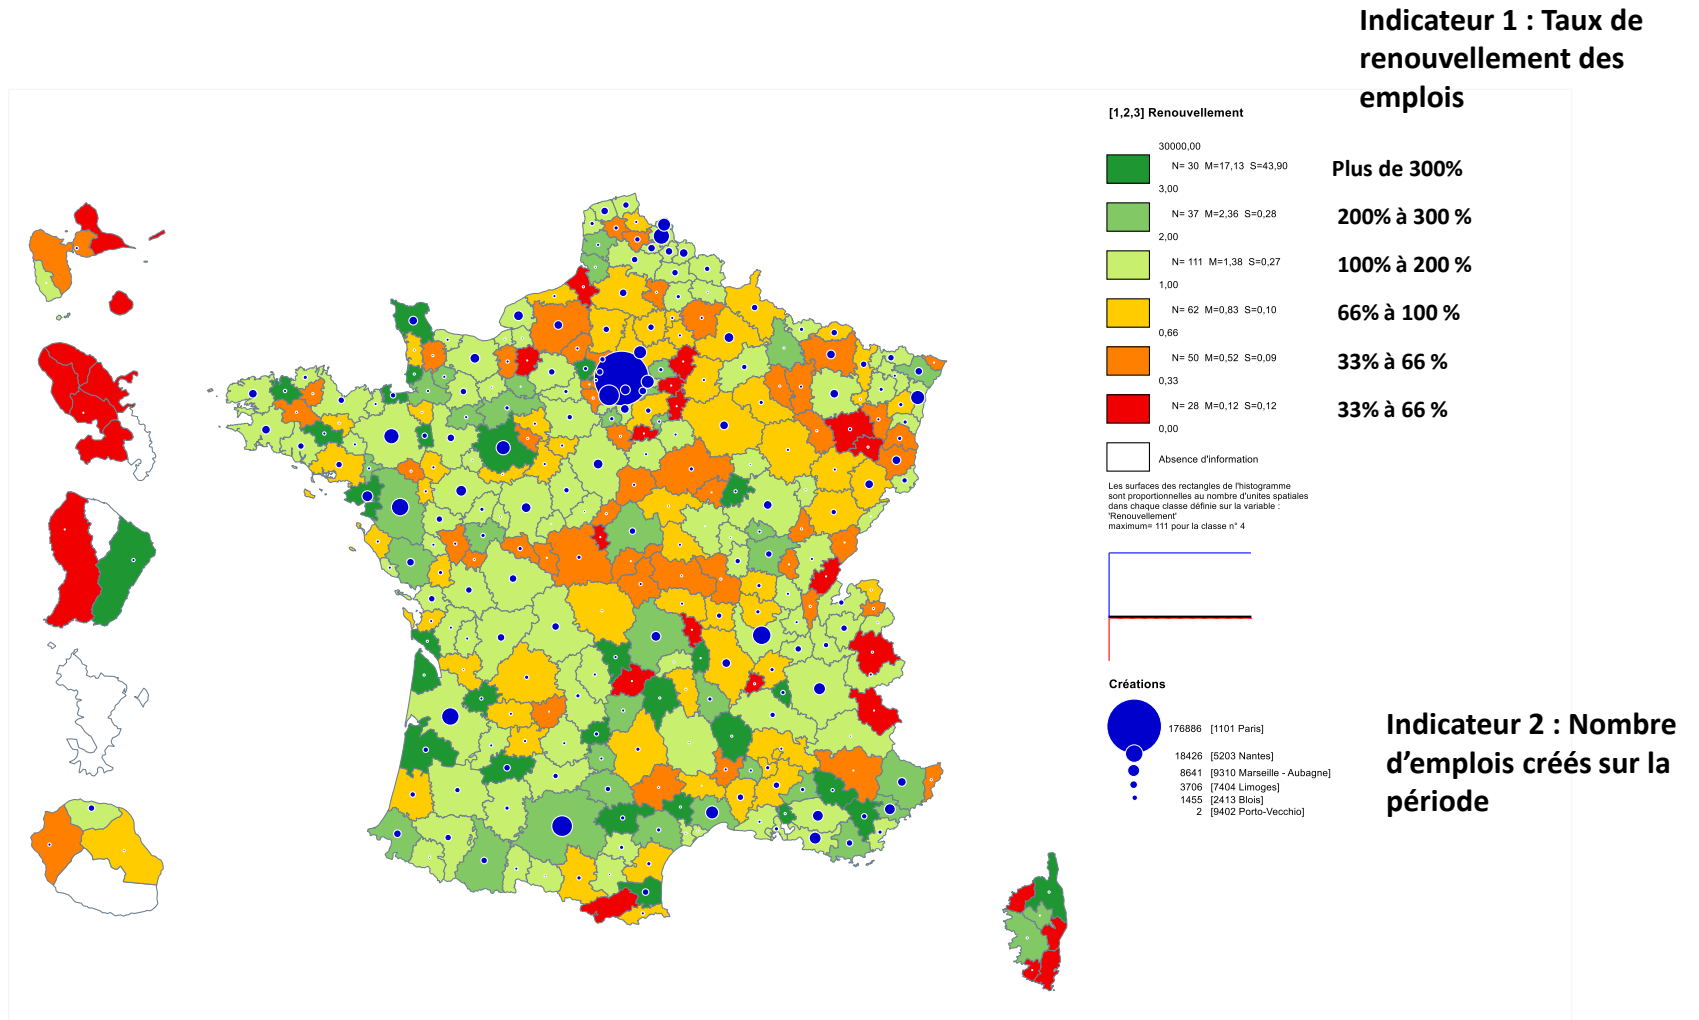 Indicateur 1 : Taux de
renouvellement des
emplois
[1,2,3] Renouvellement
30000,00
N= 30  M=17,13  S=43,90
Plus de 300%
3,00
N= 37  M=2,36  S=0,28
200% à 300 %
2,00
N= 111  M=1,38  S=0,27
100% à 200 %
1,00
N= 62  M=0,83  S=0,10
66% à 100 %
0,66
N= 50  M=0,52  S=0,09
33% à 66 %
0,33
N= 28  M=0,12  S=0,12
33% à 66 %
0,00
Absence d'information
Les surfaces des rectangles de l'histogramme
sont proportionnelles au nombre d'unites spatiales
dans chaque classe définie sur la variable :
'Renouvellement'
maximum= 111 pour la classe n° 4
Créations
176886 [1101 Paris]
18426 [5203 Nantes]
8641 [9310 Marseille - Aubagne]
3706 [7404 Limoges]
1455 [2413 Blois]
2 [9402 Porto-Vecchio]
Indicateur 2 : Nombre
d'emplois créés sur la
période